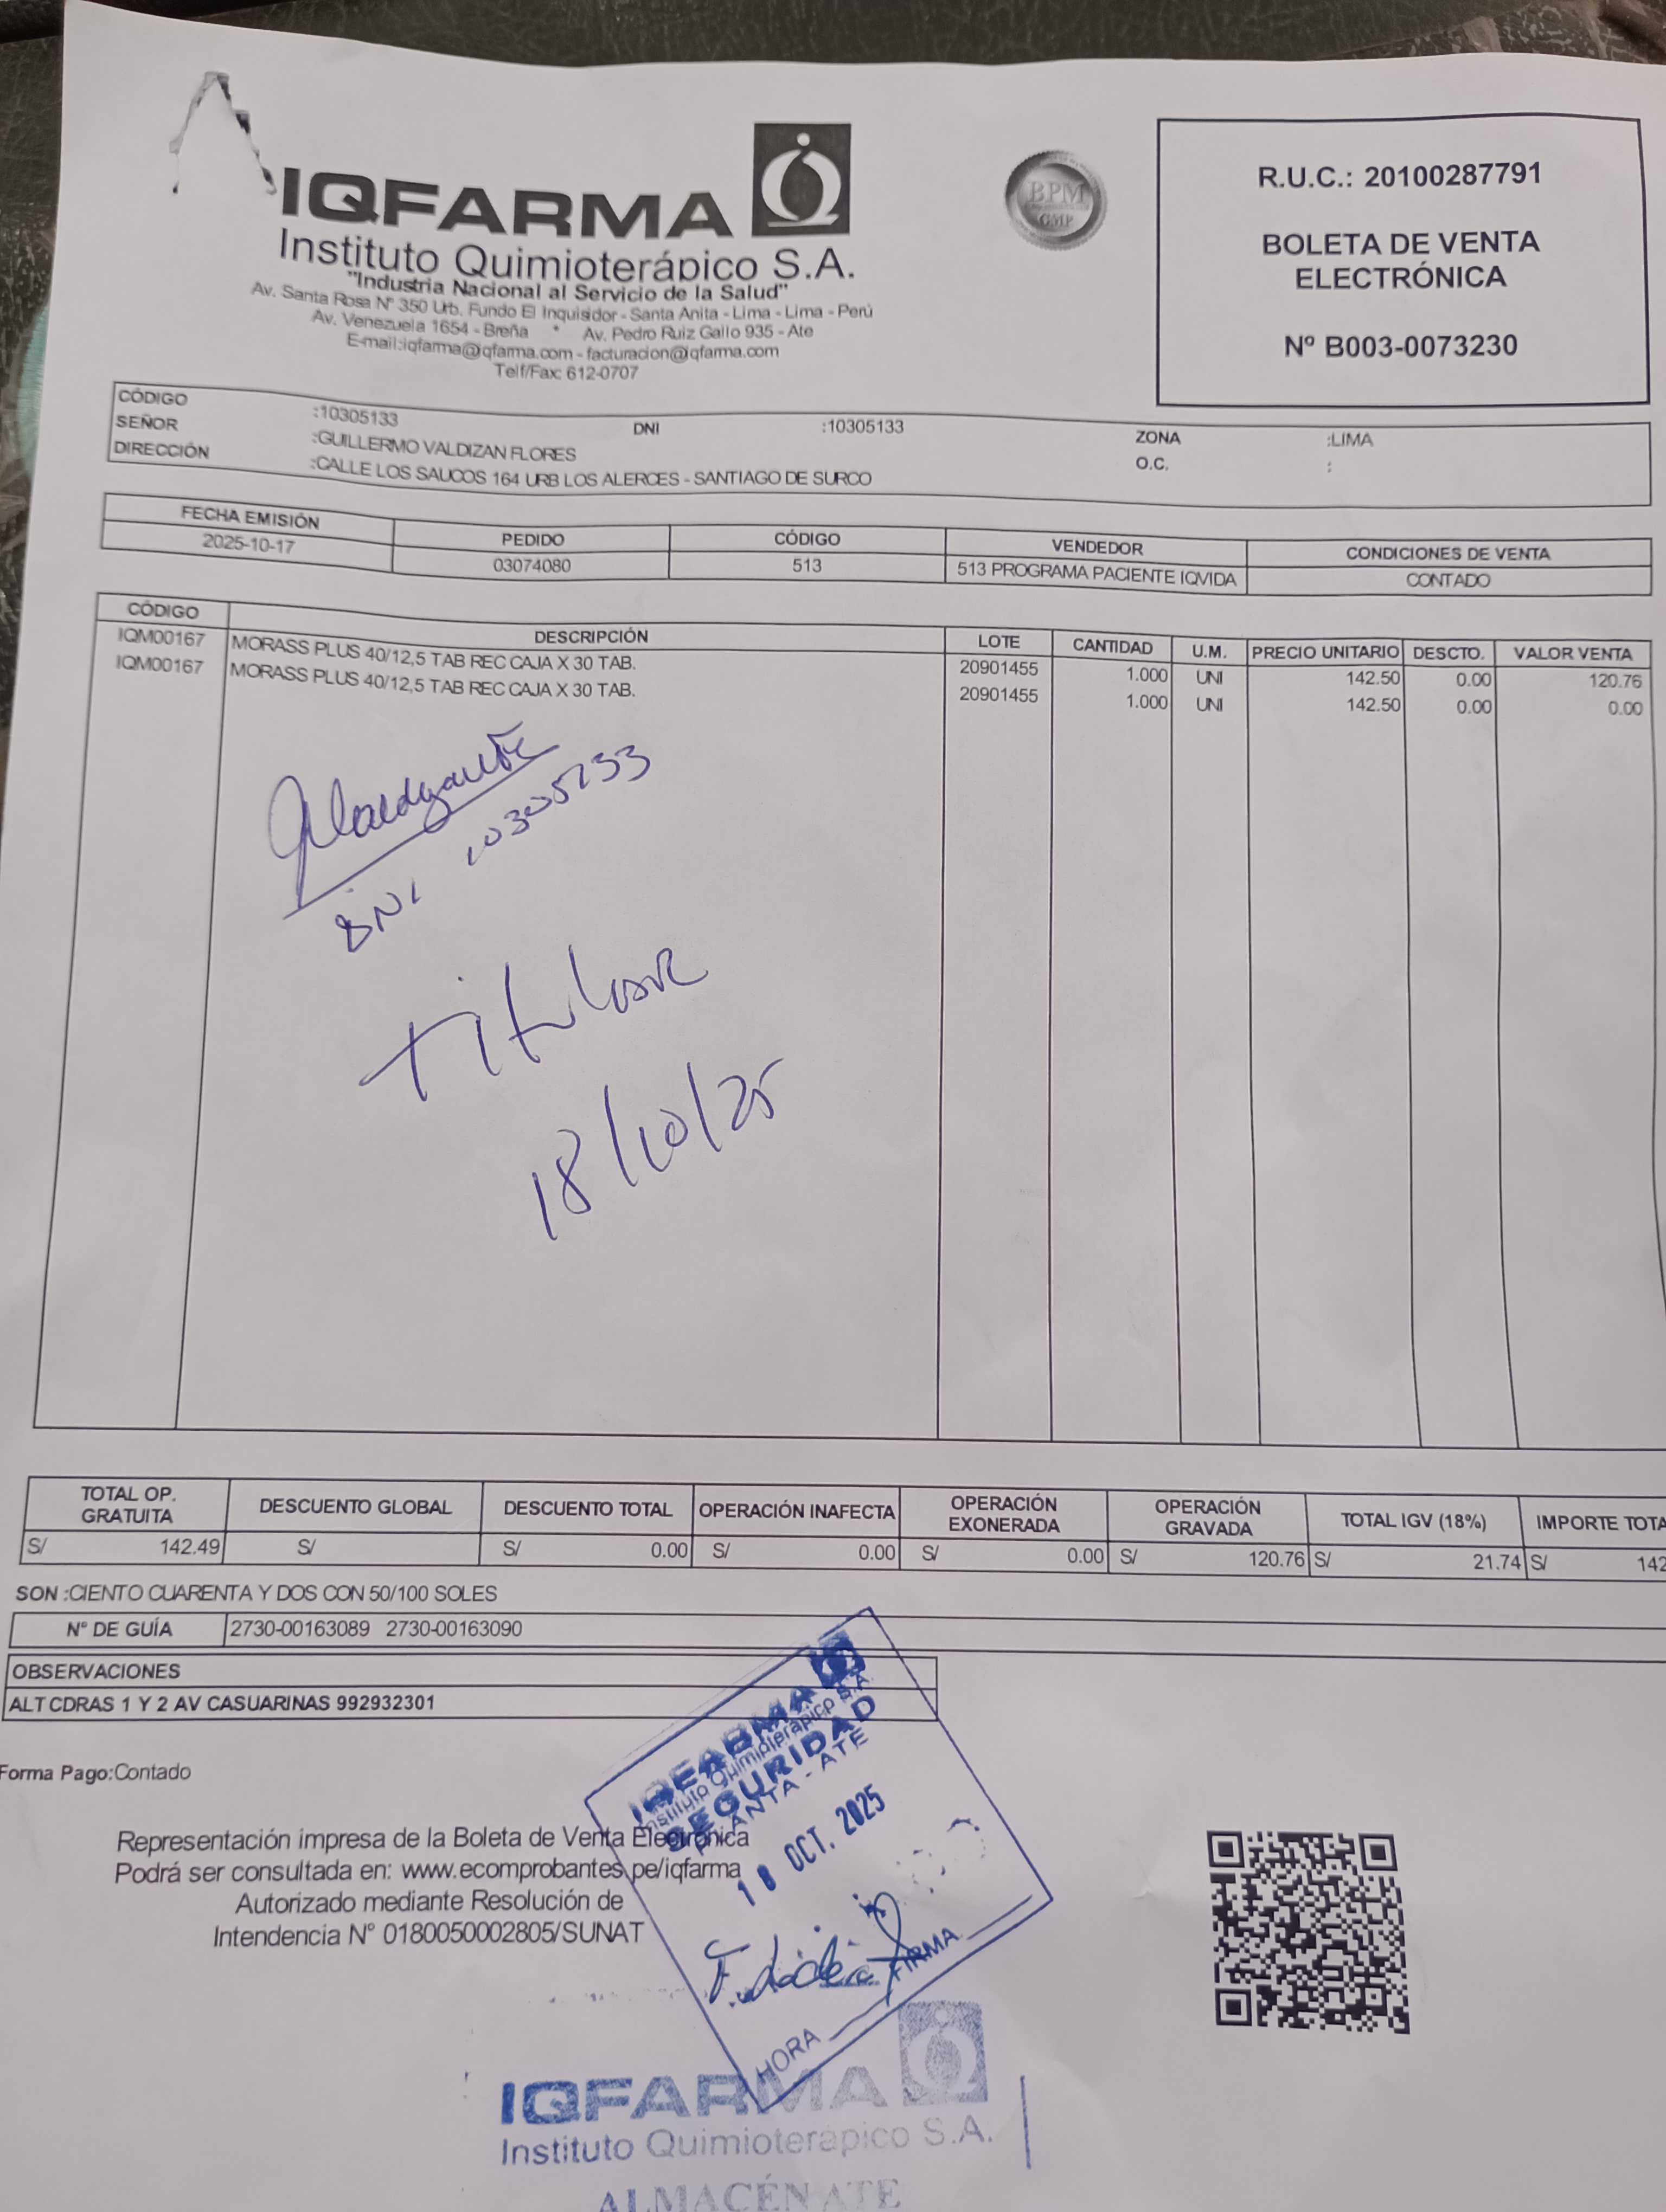 IQFARMA
Instituto Quimioterápico S.A.
"Industria Nacional al Servicio de la Salud"
Av. Santa Rosa Nº 350 Urb. Fundo El Inquisidor - Santa Anita - Lima - Lima - Perú
Av. Venezuela 1654 - Breña * Av. Pedro Ruiz Gallo 935 - Ate
E-mail:iqfarma@iqfarma.com - facturacion@iqfarma.com
Telf/Fax: 612-0707
BPM
GMP
R.U.C.: 20100287791
BOLETA DE VENTA
ELECTRÓNICA
Nº B003-0073230
CÓDIGO :10305133 DNI :10305133 ZONA :LIMA
SEÑOR :GUILLERMO VALDIZAN FLORES O.C. :
DIRECCIÓN :CALLE LOS SAUCOS 164 URB LOS ALERCES - SANTIAGO DE SURCO
FECHA EMISIÓN PEDIDO CÓDIGO VENDEDOR CONDICIONES DE VENTA
2025-10-17 03074080 513 513 PROGRAMA PACIENTE IQVIDA CONTADO
CÓDIGO DESCRIPCIÓN LOTE CANTIDAD U.M. PRECIO UNITARIO DESCTO. VALOR VENTA
IQM00167 MORASS PLUS 40/12,5 TAB REC CAJA X 30 TAB. 20901455 1.000 UNI 142.50 0.00 120.76
IQM00167 MORASS PLUS 40/12,5 TAB REC CAJA X 30 TAB. 20901455 1.000 UNI 142.50 0.00 0.00
DNI 10305133
Titular
18/10/25
TOTAL OP. GRATUITA DESCUENTO GLOBAL DESCUENTO TOTAL OPERACIÓN INAFECTA OPERACIÓN EXONERADA OPERACIÓN GRAVADA TOTAL IGV (18%) IMPORTE TOTA
S/ 142.49 S/ S/ 0.00 S/ 0.00 S/ 0.00 S/ 120.76 S/ 21.74 S/ 142
SON :CIENTO CUARENTA Y DOS CON 50/100 SOLES
Nº DE GUÍA 2730-00163089 2730-00163090
OBSERVACIONES
ALT CDRAS 1 Y 2 AV CASUARINAS 992932301
Forma Pago:Contado
Representación impresa de la Boleta de Venta Electrónica
Podrá ser consultada en: www.ecomprobantes.pe/iqfarma
Autorizado mediante Resolución de
Intendencia Nº 0180050002805/SUNAT
IQFARMA
Instituto Quimioterápico S.A.
SEGURIDAD
PLANTA - ATE
OCT. 2025
HORA FIRMA
IQFARMA
Instituto Quimioterapico S.A.
ALMACÉN ATE